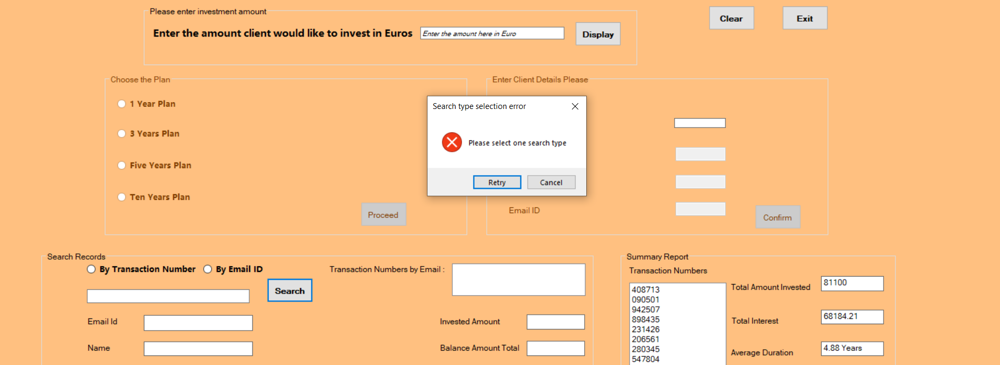 Please enter investment amount
Enter the amount client would like to invest in Euros
Enter the amount here in Euro
Display
Clear
Exit
Choose the Plan
1 Year Plan
3 Years Plan
Five Years Plan
Ten Years Plan
Proceed
Enter Client Details Please
Search type selection error
Please select one search type
Retry
Cancel
Email ID
Confirm
Search Records
By Transaction Number
By Email ID
Search
Transaction Numbers by Email :
Email Id
Name
Invested Amount
Balance Amount Total
Summary Report
Transaction Numbers
408713
090501
942507
898435
231426
206561
280345
547804
Total Amount Invested
81100
Total Interest
68184.21
Average Duration
4.88 Years